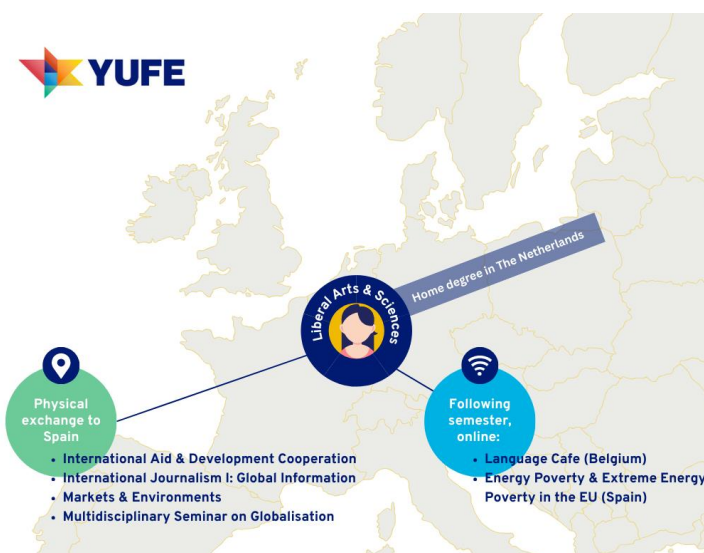 YUFE
Liberal Arts & Sciences
Home degree in The Netherlands
Physical
exchange to
Spain
• International Aid & Development Cooperation
• International Journalism I: Global Information
• Markets & Environments
• Multidisciplinary Seminar on Globalisation
Following
semester,
online:
• Language Cafe (Belgium)
• Energy Poverty & Extreme Energy
Poverty in the EU (Spain)